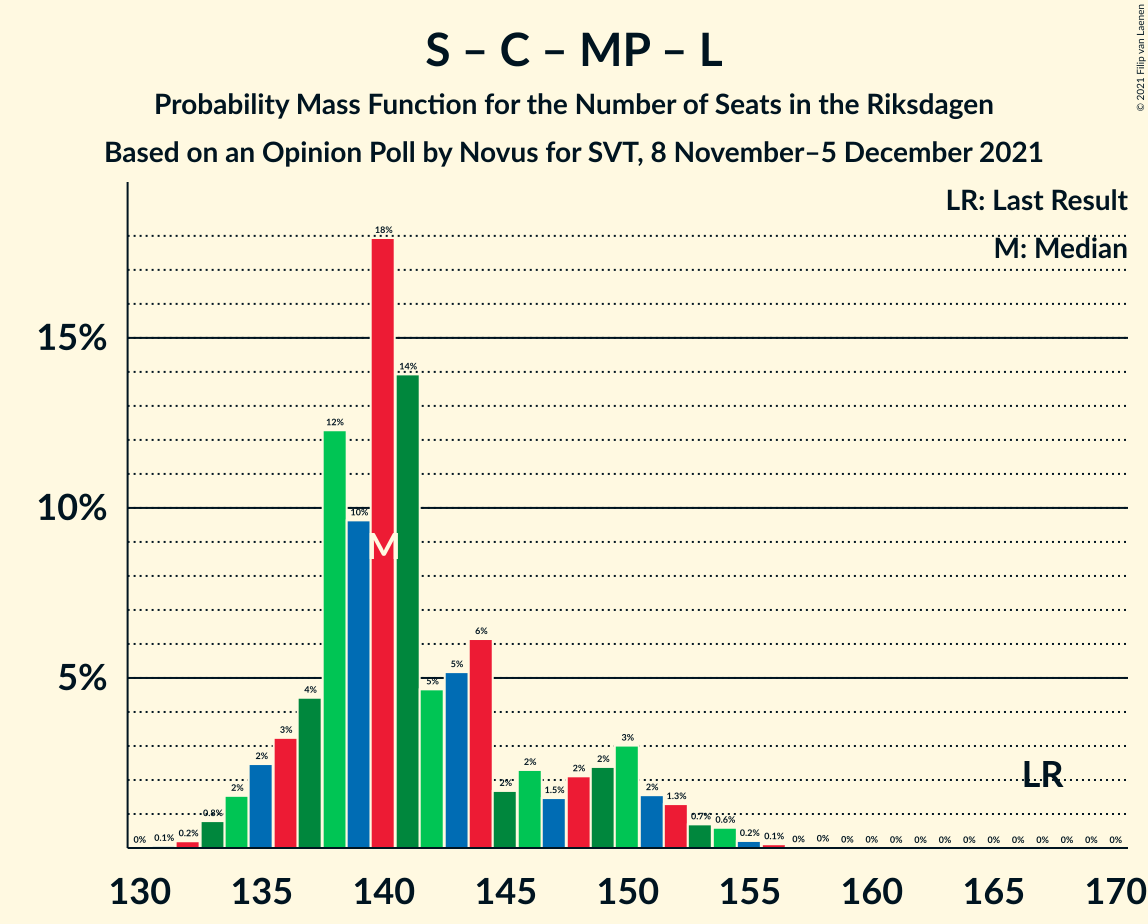 S – C – MP – L
Probability Mass Function for the Number of Seats in the Riksdagen
Based on an Opinion Poll by Novus for SVT, 8 November–5 December 2021
© 2021 Filip van Laenen
LR: Last Result
M: Median
15%
10%
5%
0% 0.1% 0.2% 0.8% 2% 2% 3% 4% 12% 10% 18% 14% 5% 5% 6% 2% 2% 1.5% 2% 2% 3% 2% 1.3% 0.7% 0.6% 0.2% 0.1% 0% 0% 0% 0% 0% 0% 0% 0% 0% 0% 0% 0% 0% 0%
M
LR
130 135 140 145 150 155 160 165 170